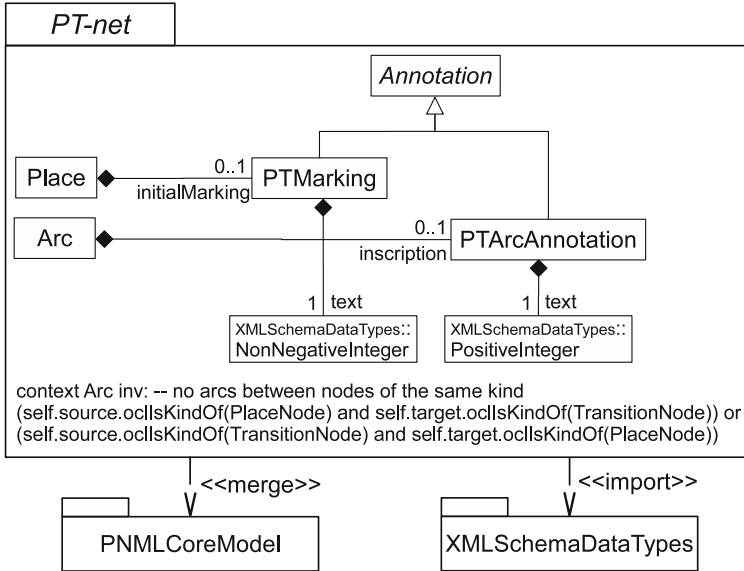 PT-net
Annotation
Place
0..1
initialMarking
PTMarking
Arc
0..1
inscription
PTArcAnnotation
1 text
1 text
XMLSchemaDataTypes::
NonNegativeInteger
XMLSchemaDataTypes::
PositiveInteger
context Arc inv: -- no arcs between nodes of the same kind
(self.source.oclIsKindOf(PlaceNode) and self.target.oclIsKindOf(TransitionNode)) or
(self.source.oclIsKindOf(TransitionNode) and self.target.oclIsKindOf(PlaceNode))
<<merge>>
<<import>>
PNMLCoreModel
XMLSchemaDataTypes